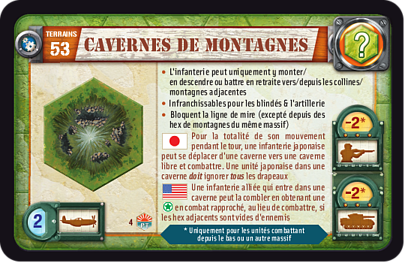 TERRAINS
53
CAVERNES DE MONTAGNES
?
• L'infanterie peut uniquement y monter/
en descendre ou battre en retraite vers/depuis les collines/
montagnes adjacentes
• Infranchissables pour les blindés & l'artillerie
• Bloquent la ligne de mire (excepté depuis des
hex de montagnes du même massif)
Pour la totalité de son mouvement
pendant le tour, une infanterie japonaise
peut se déplacer d'une caverne vers une caverne
libre et combattre. Une unité japonaise dans une
caverne doit ignorer tous les drapeaux
Une infanterie alliée qui entre dans une
caverne peut la combler en obtenant une
en combat rapproché, au lieu de combattre, si
les hex adjacents sont vides d'ennemis
-2*
-2*
2
4
* Uniquement pour les unités combattant
depuis le bas ou un autre massif